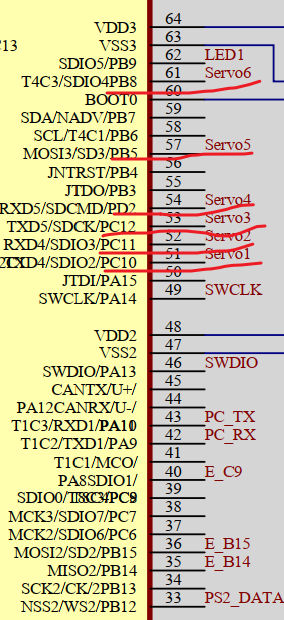 VDD3 64
C13 VSS3 63
SDIO5/PB9 62 LED1
T4C3/SDIO4PB8 61 Servo6
BOOT0 60
SDA/NADV/PB7 59
SCL/T4C1/PB6 58
MOSI3/SD3/PB5 57 Servo5
JNTRST/PB4 56
JTDO/PB3 55
RXD5/SDCMD/PD2 54 Servo4
TXD5/SDCK/PC12 53 Servo3
RXD4/SDIO3/PC11 52 Servo2
TXD4/SDIO2/PC10 51 Servo1
JTDI/PA15 50
SWCLK/PA14 49 SWCLK
VDD2 48
VSS2 47
SWDIO/PA13 46 SWDIO
CANTX/U+/ 45
PA12CANRX/U-/ 44
T1C3/RXD1/PA10 43 PC_TX
T1C2/TXD1/PA9 42 PC_RX
T1C1/MCO/ 41
PA8SDIO1/ 40 E_C9
39
MCK3/SDIO7/PC7 38
MCK2/SDIO6/PC6 37
MOSI2/SD2/PB15 36 E_B15
MISO2/PB14 35 E_B14
SCK2/CK/2PB13 34
NSS2/WS2/PB12 33 PS2_DATA